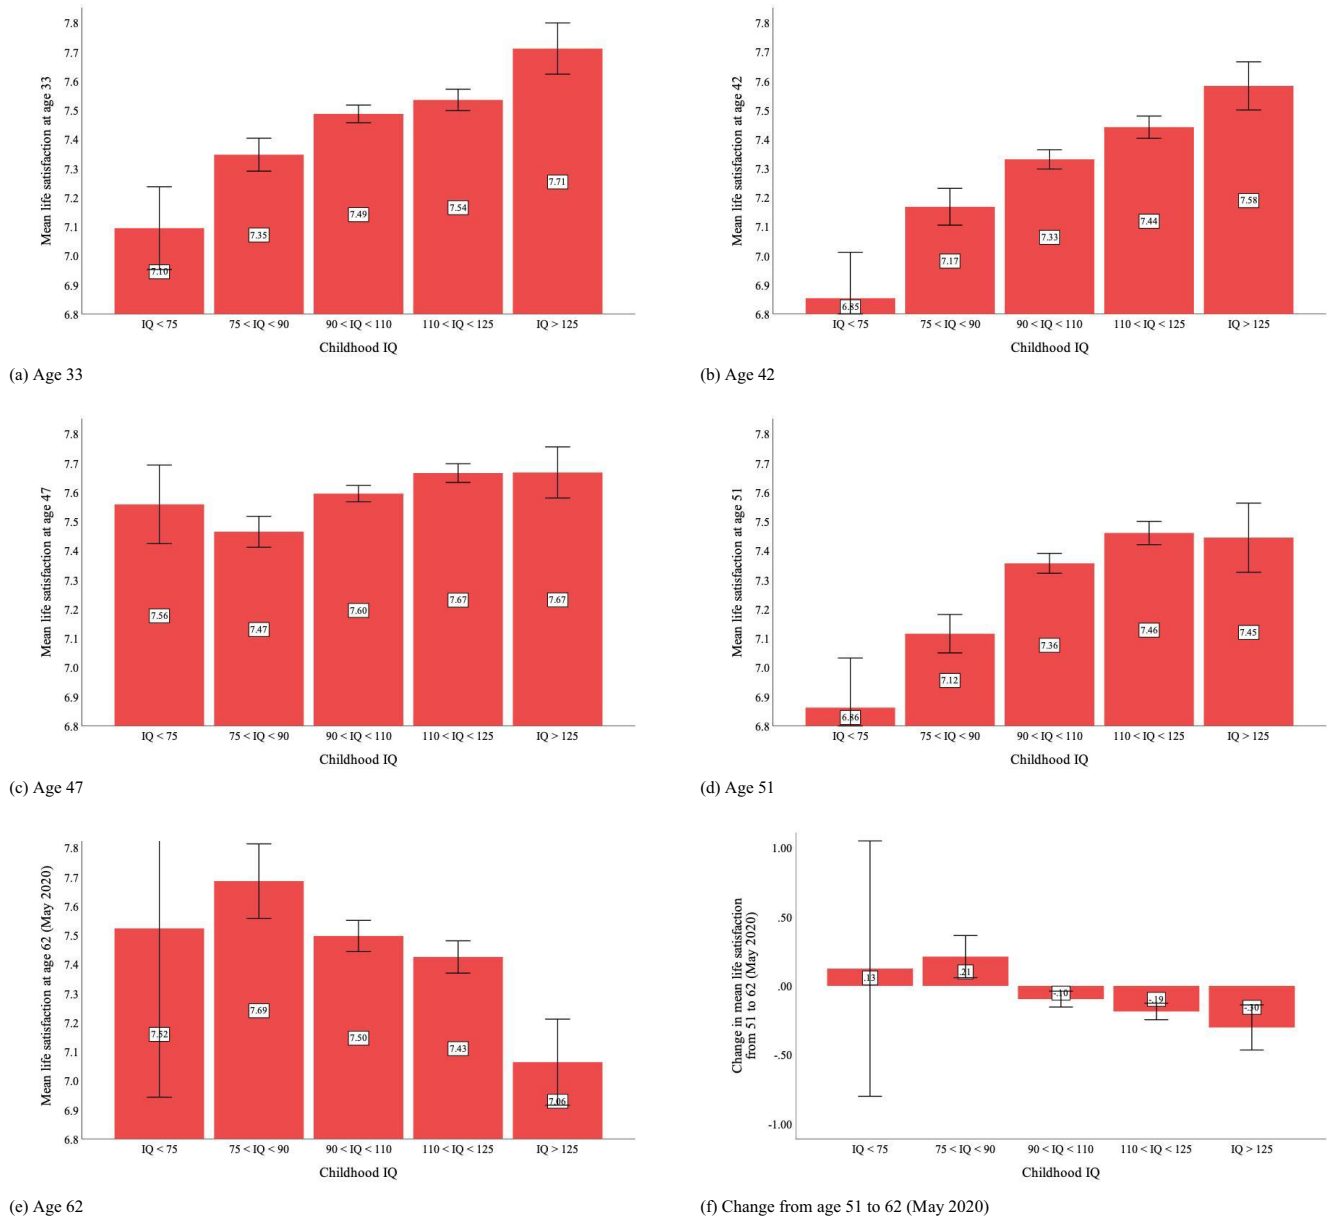 Mean life satisfaction at age 33
7.8
7.7
7.6
7.5
7.4
7.3
7.2
7.1
7.0
6.9
6.8
7.10
7.35
7.49
7.54
7.71
IQ < 75
75 < IQ < 90
90 < IQ < 110
110 < IQ < 125
IQ > 125
Childhood IQ
(a) Age 33
Mean life satisfaction at age 42
7.8
7.7
7.6
7.5
7.4
7.3
7.2
7.1
7.0
6.9
6.8
6.85
7.17
7.33
7.44
7.58
IQ < 75
75 < IQ < 90
90 < IQ < 110
110 < IQ < 125
IQ > 125
Childhood IQ
(b) Age 42
Mean life satisfaction at age 47
7.8
7.7
7.6
7.5
7.4
7.3
7.2
7.1
7.0
6.9
6.8
7.56
7.47
7.60
7.67
7.67
IQ < 75
75 < IQ < 90
90 < IQ < 110
110 < IQ < 125
IQ > 125
Childhood IQ
(c) Age 47
Mean life satisfaction at age 51
7.8
7.7
7.6
7.5
7.4
7.3
7.2
7.1
7.0
6.9
6.8
6.86
7.12
7.36
7.46
7.45
IQ < 75
75 < IQ < 90
90 < IQ < 110
110 < IQ < 125
IQ > 125
Childhood IQ
(d) Age 51
Mean life satisfaction at age 62 (May 2020)
7.8
7.7
7.6
7.5
7.4
7.3
7.2
7.1
7.0
6.9
6.8
7.52
7.69
7.50
7.43
7.06
IQ < 75
75 < IQ < 90
90 < IQ < 110
110 < IQ < 125
IQ > 125
Childhood IQ
(e) Age 62
Change in mean life satisfaction
from 51 to 62 (May 2020)
1.00
.50
.00
-.50
-1.00
.13
.21
-.10
-.19
-.30
IQ < 75
75 < IQ < 90
90 < IQ < 110
110 < IQ < 125
IQ > 125
Childhood IQ
(f) Change from age 51 to 62 (May 2020)